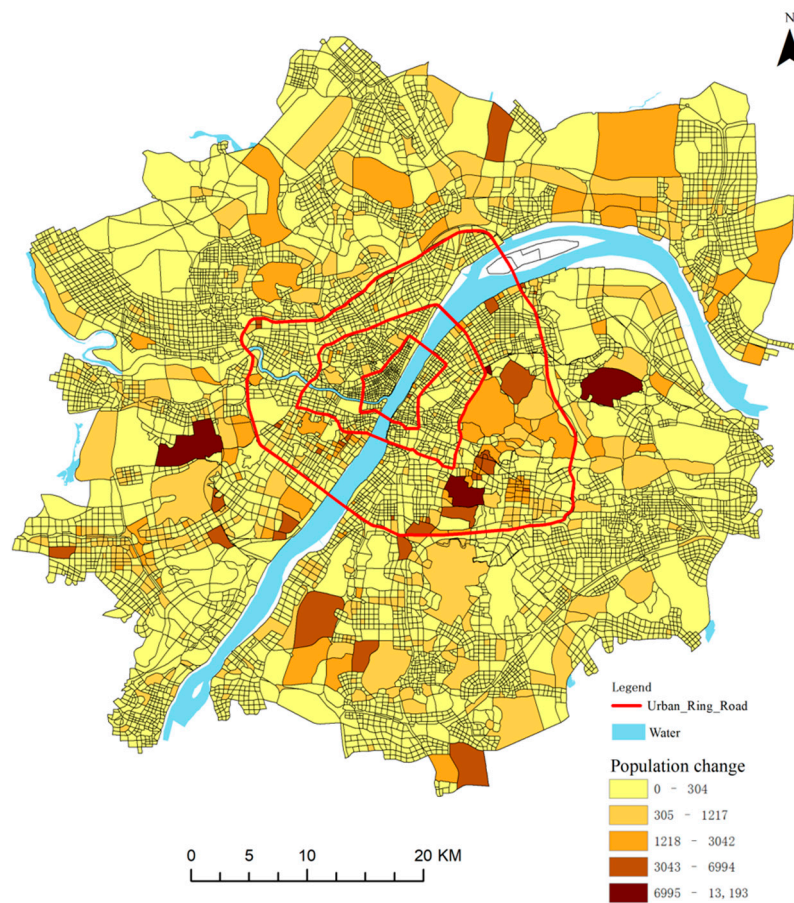 N
Legend
Urban_Ring_Road
Water
Population change
0 - 304
305 - 1217
1218 - 3042
3043 - 6994
6995 - 13,193
0 5 10 20 KM